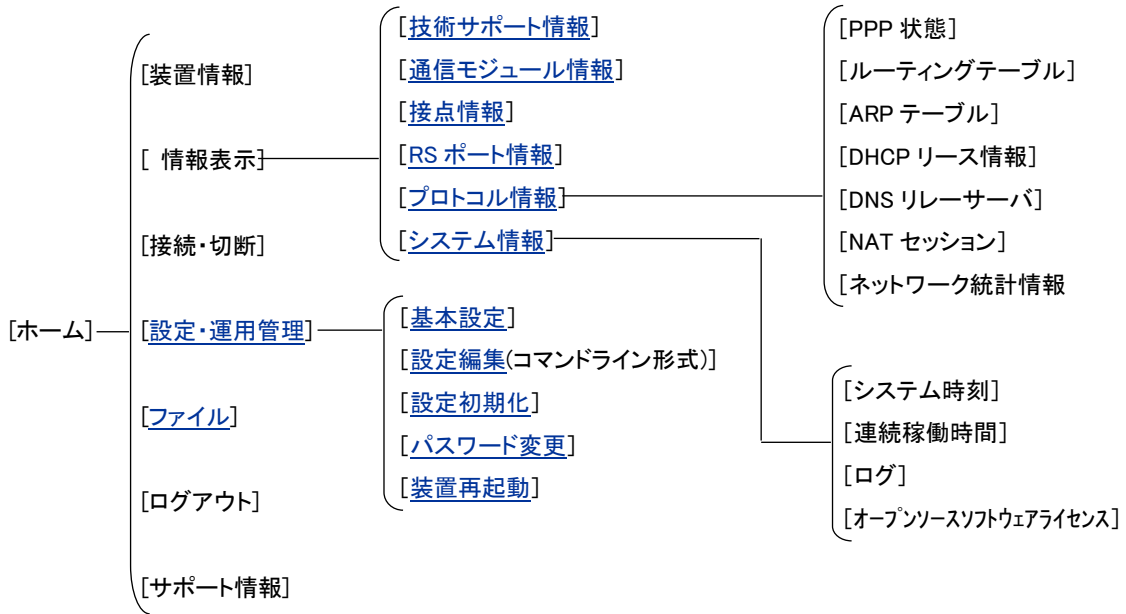 [ホーム]
[装置情報]
[ 情報表示]
[接続・切断]
[設定・運用管理]
[ファイル]
[ログアウト]
[サポート情報]
[技術サポート情報]
[通信モジュール情報]
[接点情報]
[RS ポート情報]
[プロトコル情報]
[システム情報]
[基本設定]
[設定編集(コマンドライン形式)]
[設定初期化]
[パスワード変更]
[装置再起動]
[PPP 状態]
[ルーティングテーブル]
[ARP テーブル]
[DHCP リース情報]
[DNS リレーサーバ]
[NAT セッション]
[ネットワーク統計情報
[システム時刻]
[連続稼働時間]
[ログ]
[オープンソースソフトウェアライセンス]